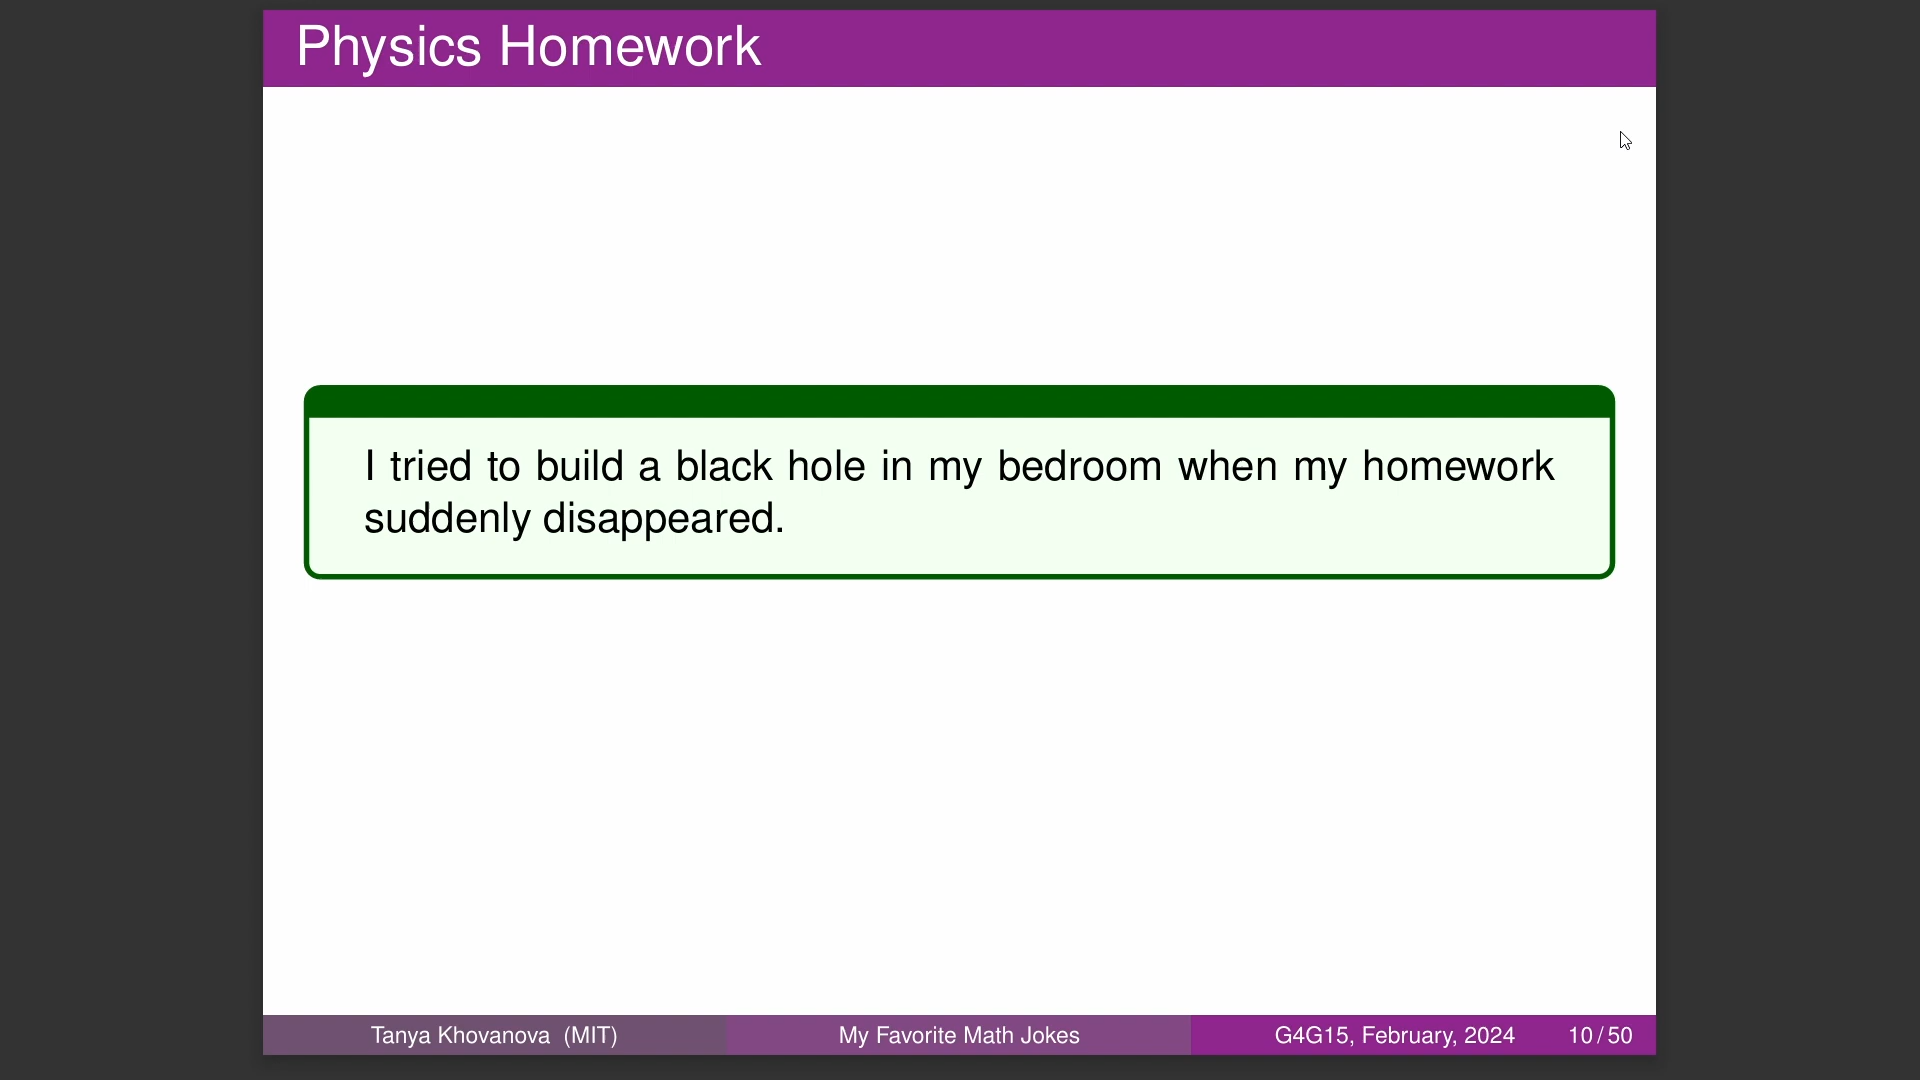 Physics Homework
I tried to build a black hole in my bedroom when my homework
suddenly disappeared.
Tanya Khovanova (MIT)
My Favorite Math Jokes
G4G15, February, 2024
10 / 50